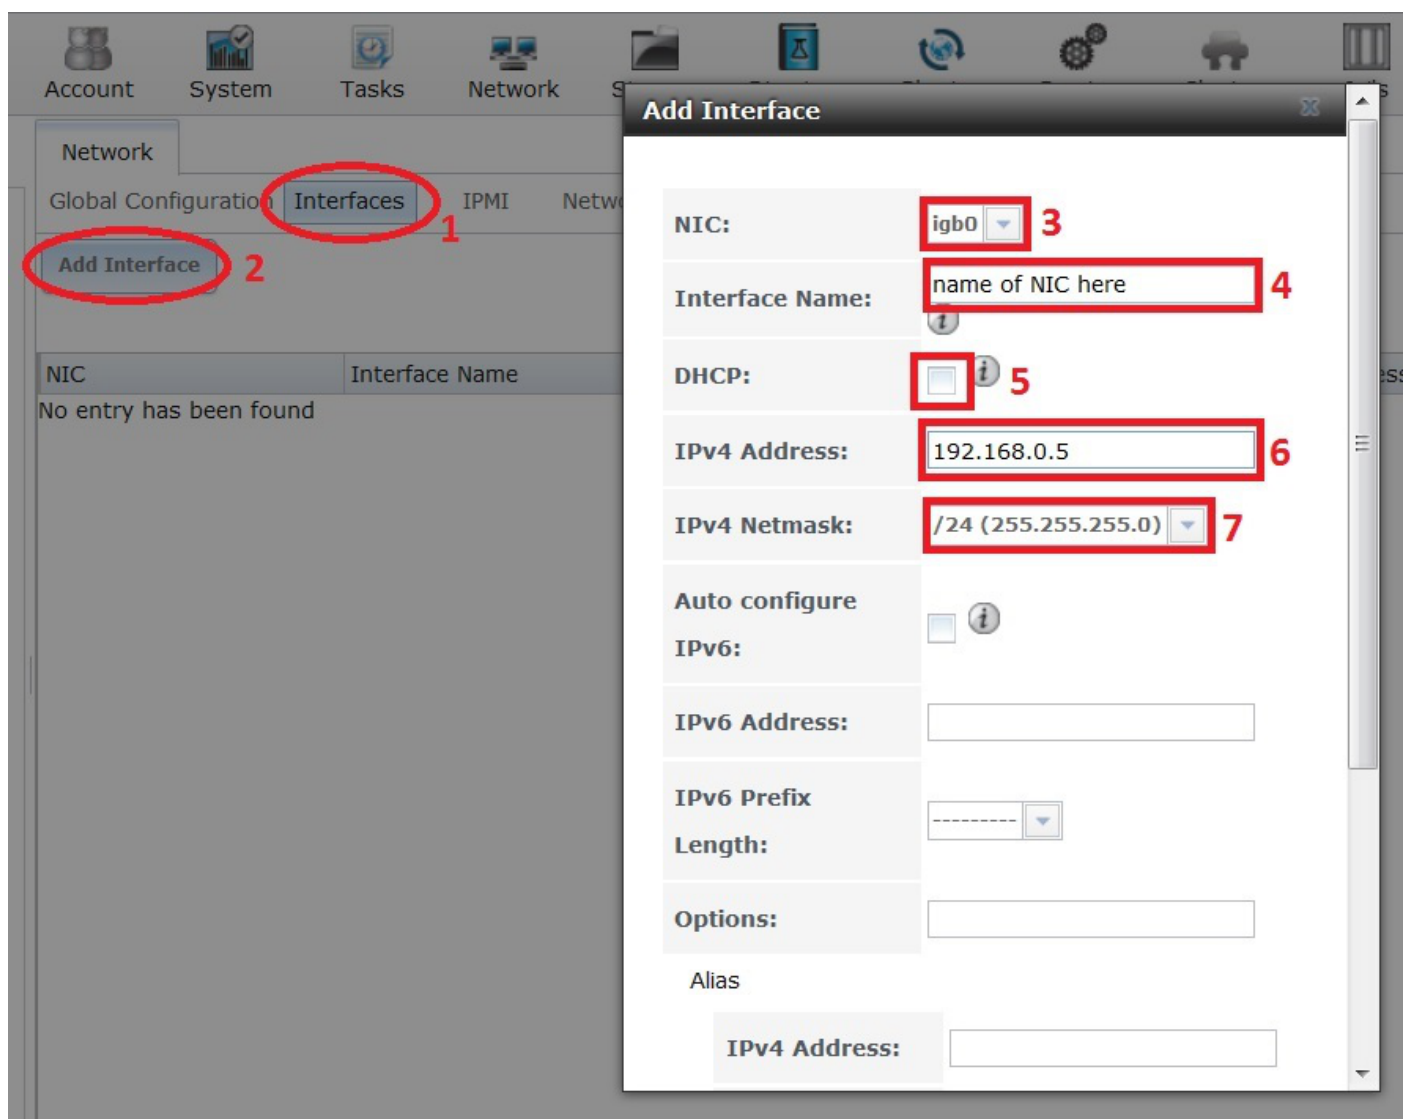 Account System Tasks Network
Add Interface
Network
Global Configuration Interfaces IPMI
1
Add Interface 2
NIC: igb0 3
Interface Name: name of NIC here 4
i
NIC Interface Name
DHCP: i 5
No entry has been found
IPv4 Address: 192.168.0.5 6
IPv4 Netmask: /24 (255.255.255.0) 7
Auto configure
IPv6:
i
IPv6 Address:
IPv6 Prefix
Length:
---------
Options:
Alias
IPv4 Address: